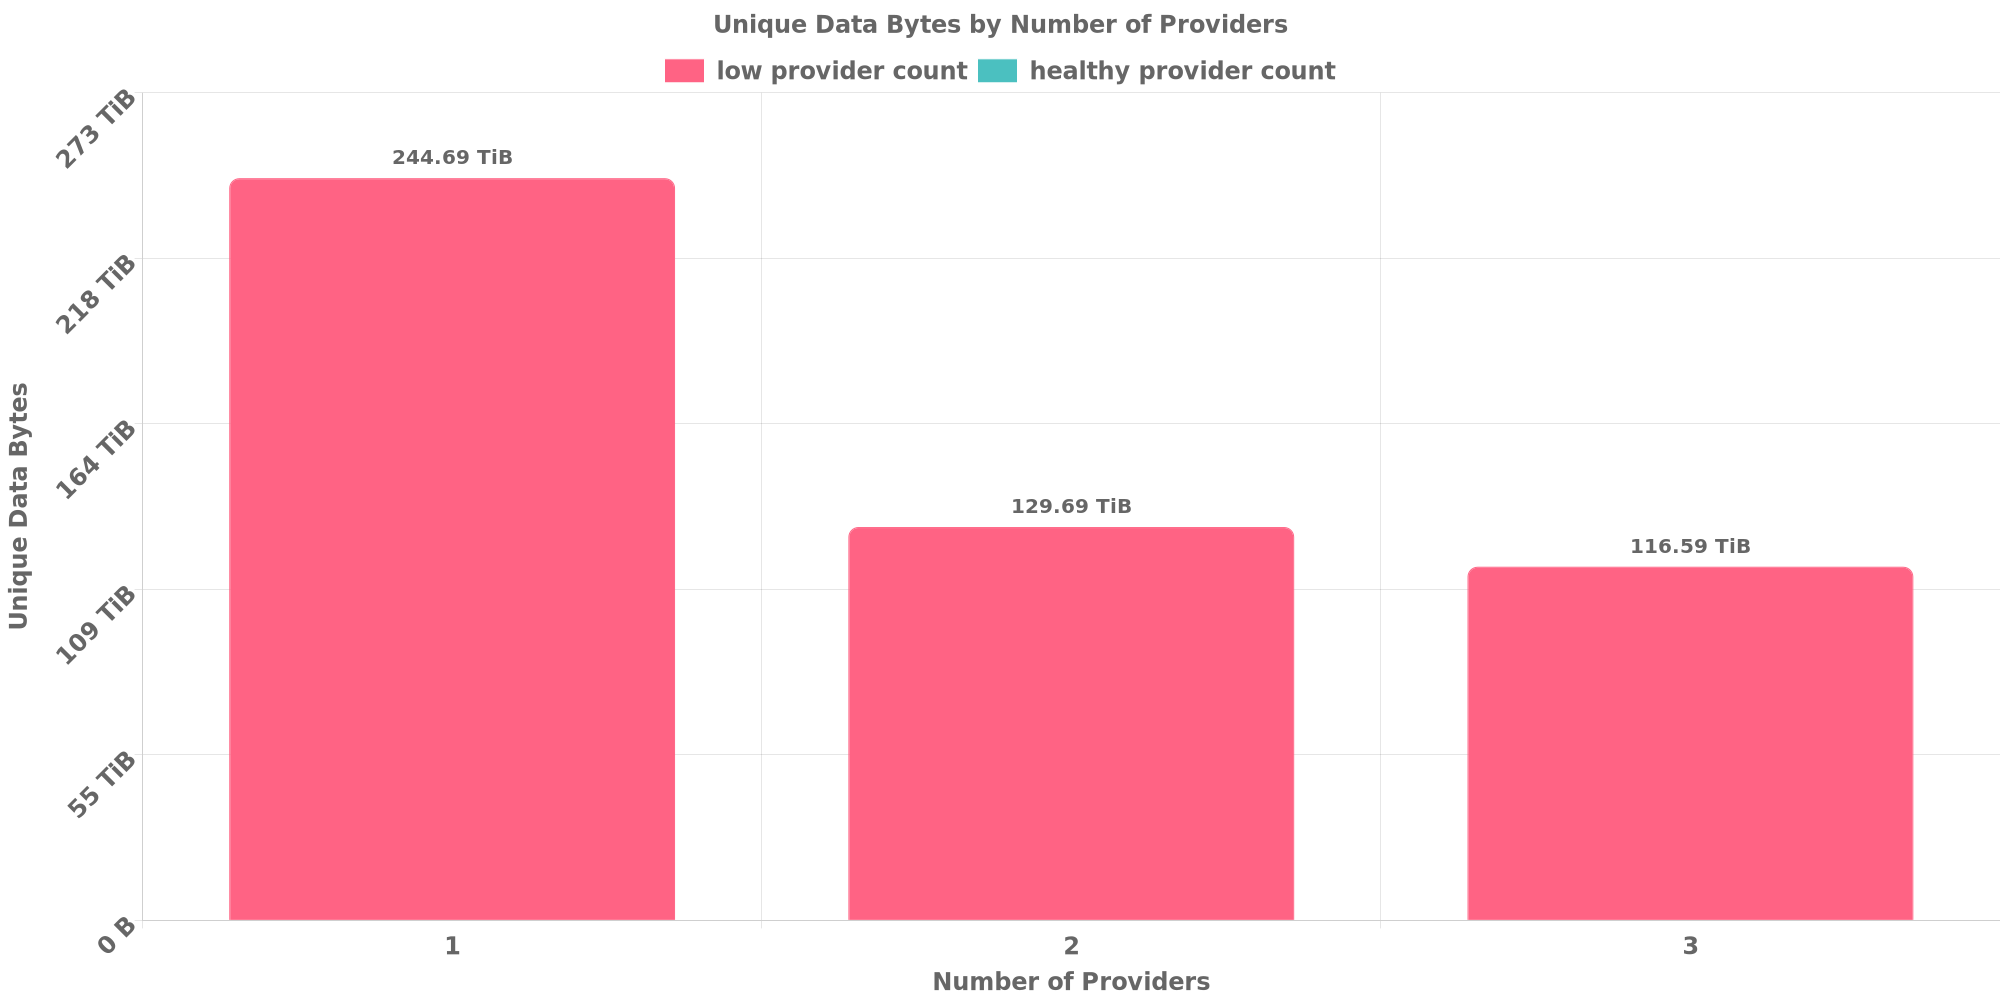 Unique Data Bytes by Number of Providers
low provider count healthy provider count
273 TiB
218 TiB
164 TiB
109 TiB
55 TiB
0 B
Unique Data Bytes
244.69 TiB
129.69 TiB
116.59 TiB
1 2 3
Number of Providers